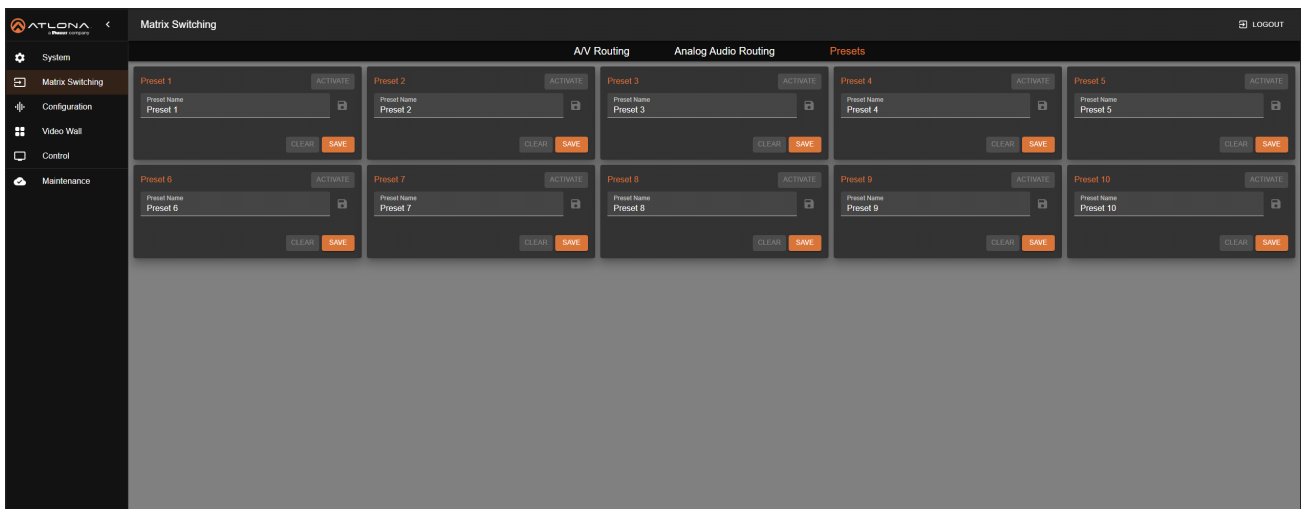 ATLONA
a Panduit company
Matrix Switching
LOGOUT
System
Matrix Switching
Configuration
Video Wall
Control
Maintenance
A/V Routing Analog Audio Routing Presets
Preset 1 ACTIVATE
Preset Name
Preset 1
CLEAR SAVE
Preset 2 ACTIVATE
Preset Name
Preset 2
CLEAR SAVE
Preset 3 ACTIVATE
Preset Name
Preset 3
CLEAR SAVE
Preset 4 ACTIVATE
Preset Name
Preset 4
CLEAR SAVE
Preset 5 ACTIVATE
Preset Name
Preset 5
CLEAR SAVE
Preset 6 ACTIVATE
Preset Name
Preset 6
CLEAR SAVE
Preset 7 ACTIVATE
Preset Name
Preset 7
CLEAR SAVE
Preset 8 ACTIVATE
Preset Name
Preset 8
CLEAR SAVE
Preset 9 ACTIVATE
Preset Name
Preset 9
CLEAR SAVE
Preset 10 ACTIVATE
Preset Name
Preset 10
CLEAR SAVE